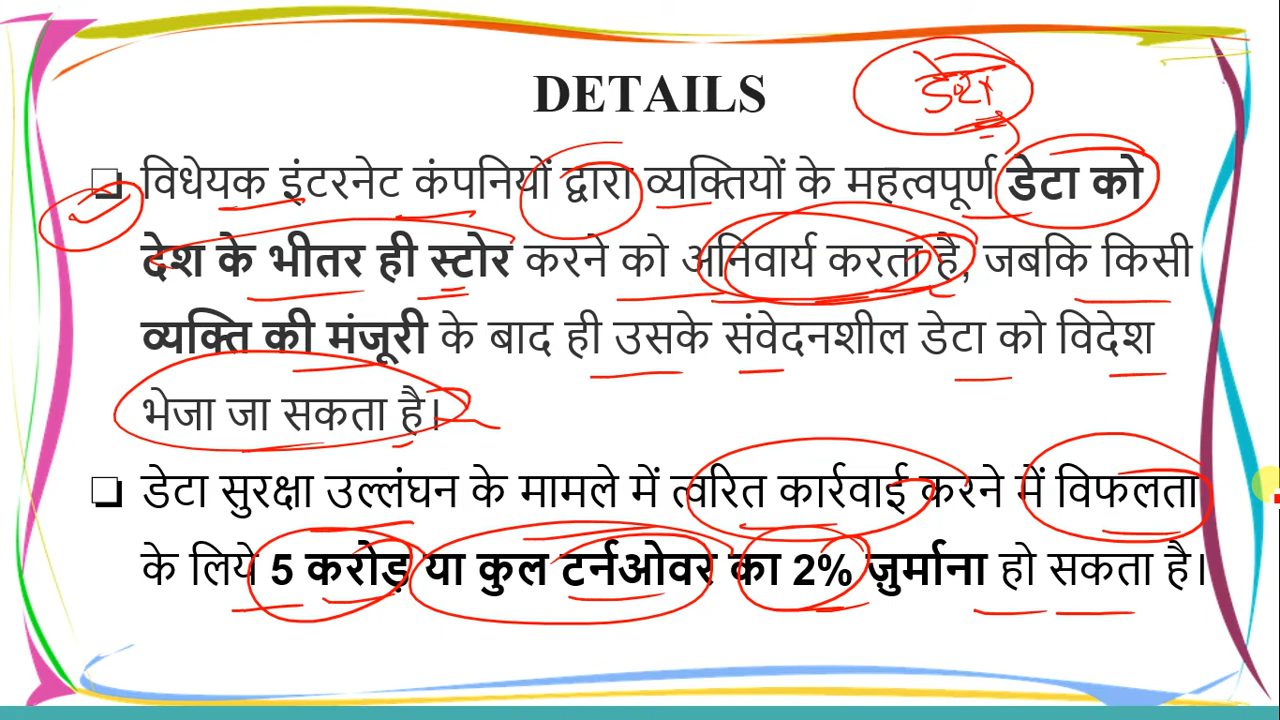 DETAILS
डेटा
❑ विधेयक इंटरनेट कंपनियों द्वारा व्यक्तियों के महत्वपूर्ण डेटा को
देश के भीतर ही स्टोर करने को अनिवार्य करता है, जबकि किसी
व्यक्ति की मंजूरी के बाद ही उसके संवेदनशील डेटा को विदेश
भेजा जा सकता है।
❑ डेटा सुरक्षा उल्लंघन के मामले में त्वरित कार्रवाई करने में विफलता
के लिये 5 करोड़ या कुल टर्नओवर का 2% ज़ुर्माना हो सकता है।